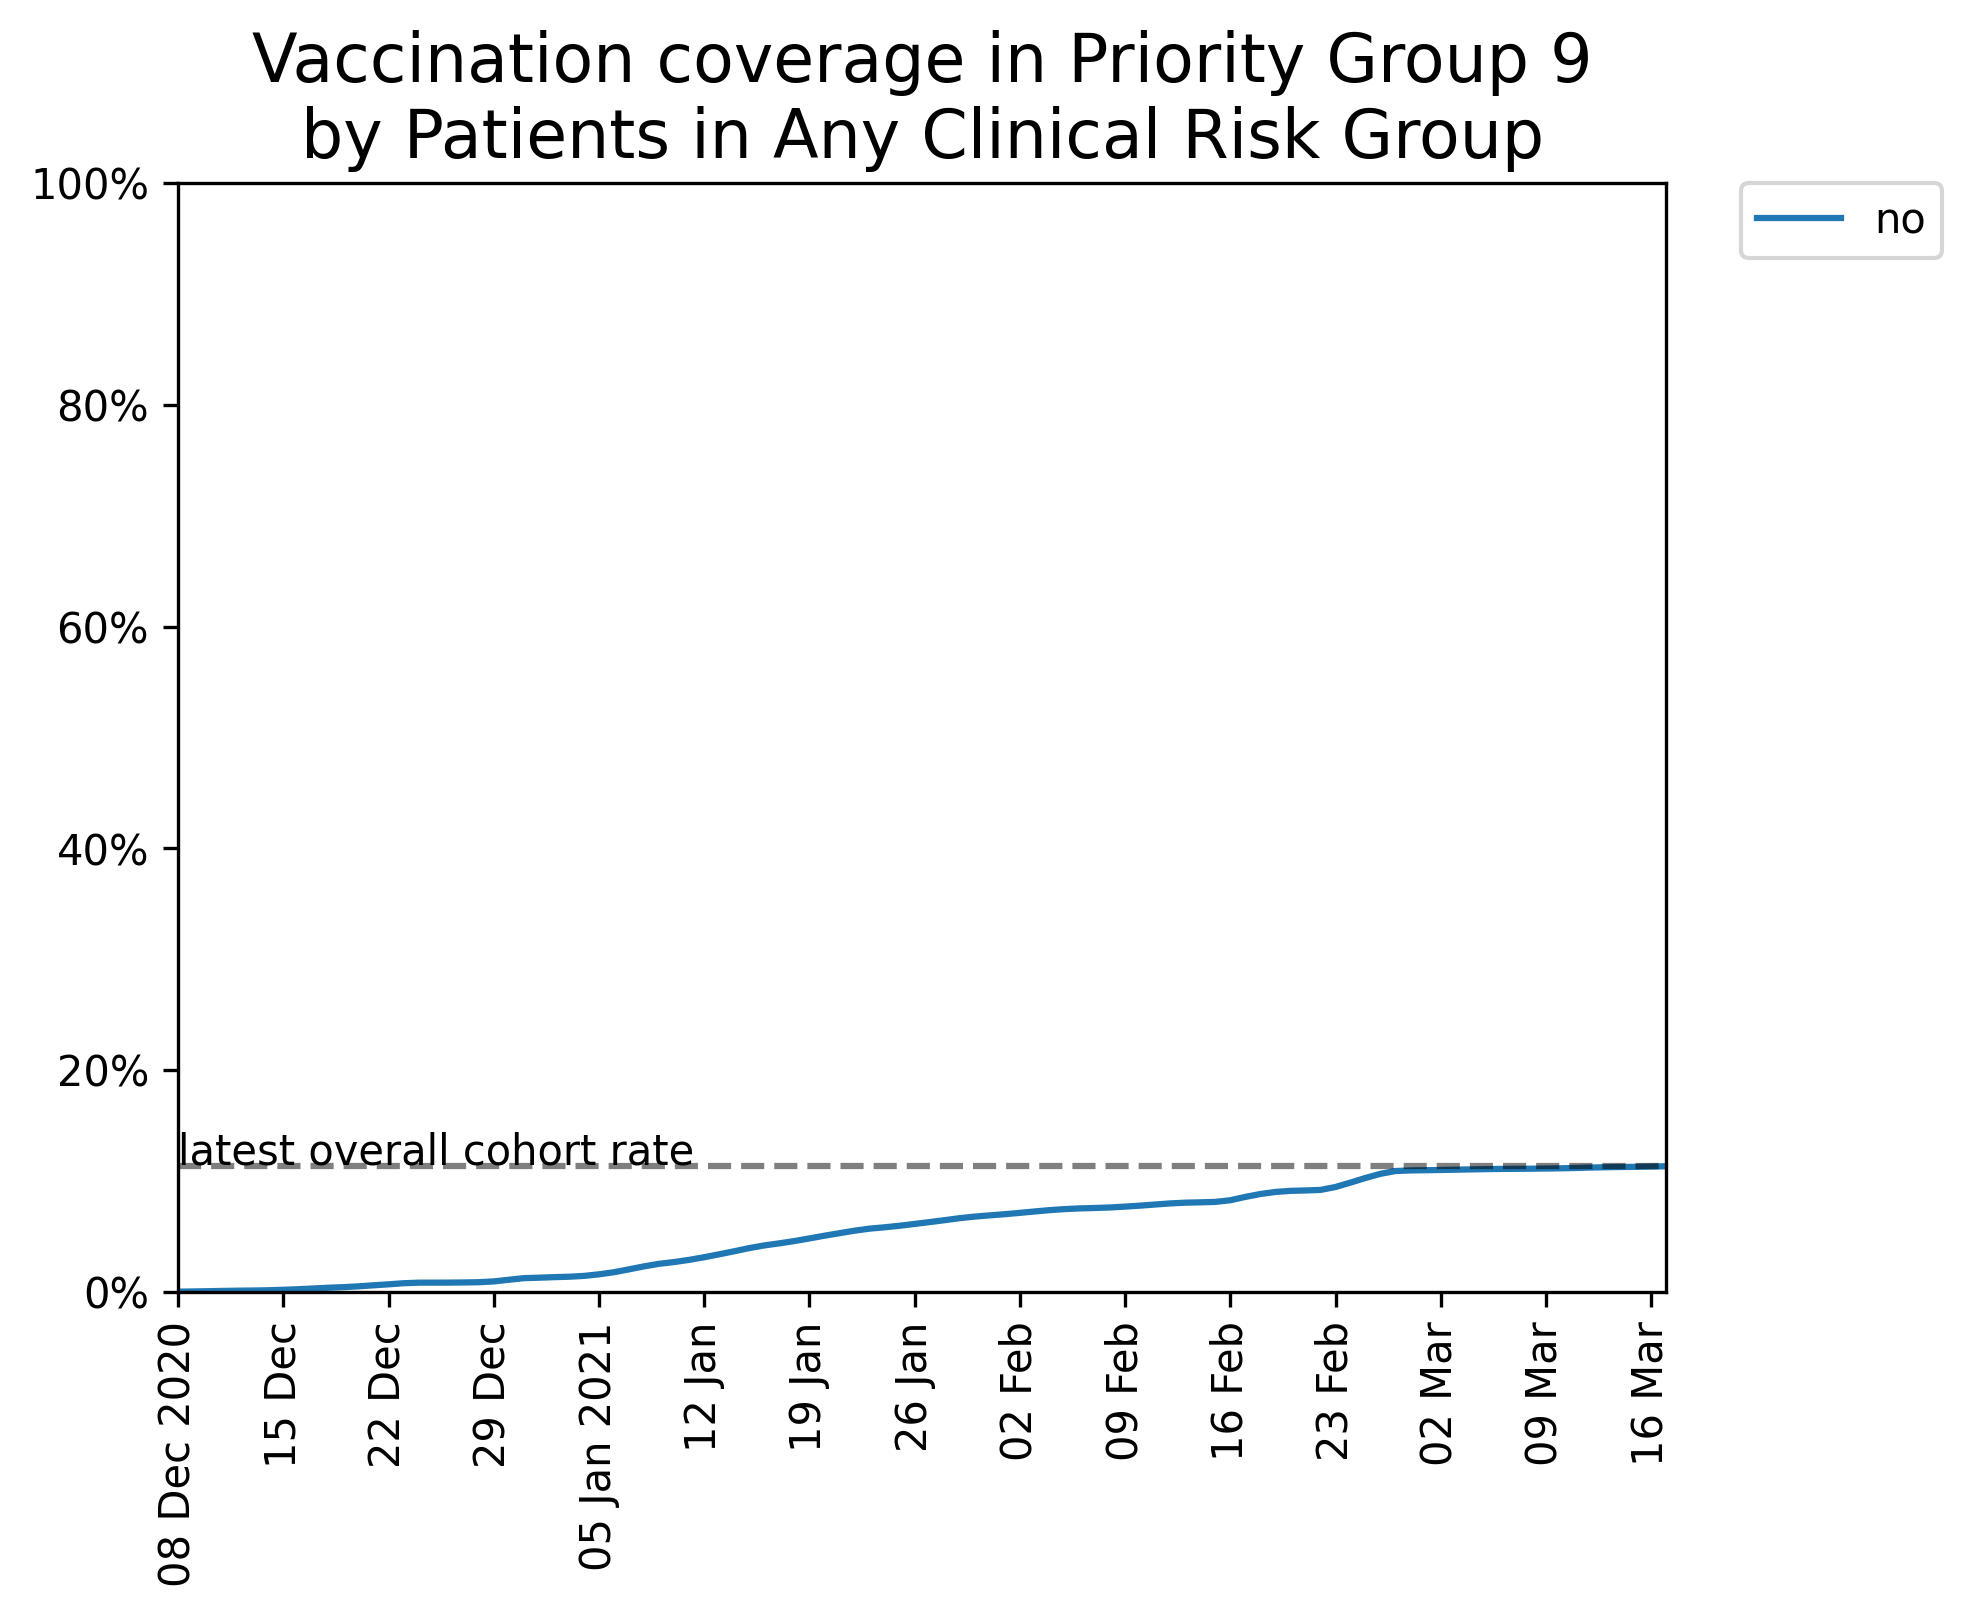 Vaccination coverage in Priority Group 9
by Patients in Any Clinical Risk Group
no
100%
80%
60%
40%
20%
0%
latest overall cohort rate
08 Dec 2020
15 Dec
22 Dec
29 Dec
05 Jan 2021
12 Jan
19 Jan
26 Jan
02 Feb
09 Feb
16 Feb
23 Feb
02 Mar
09 Mar
16 Mar